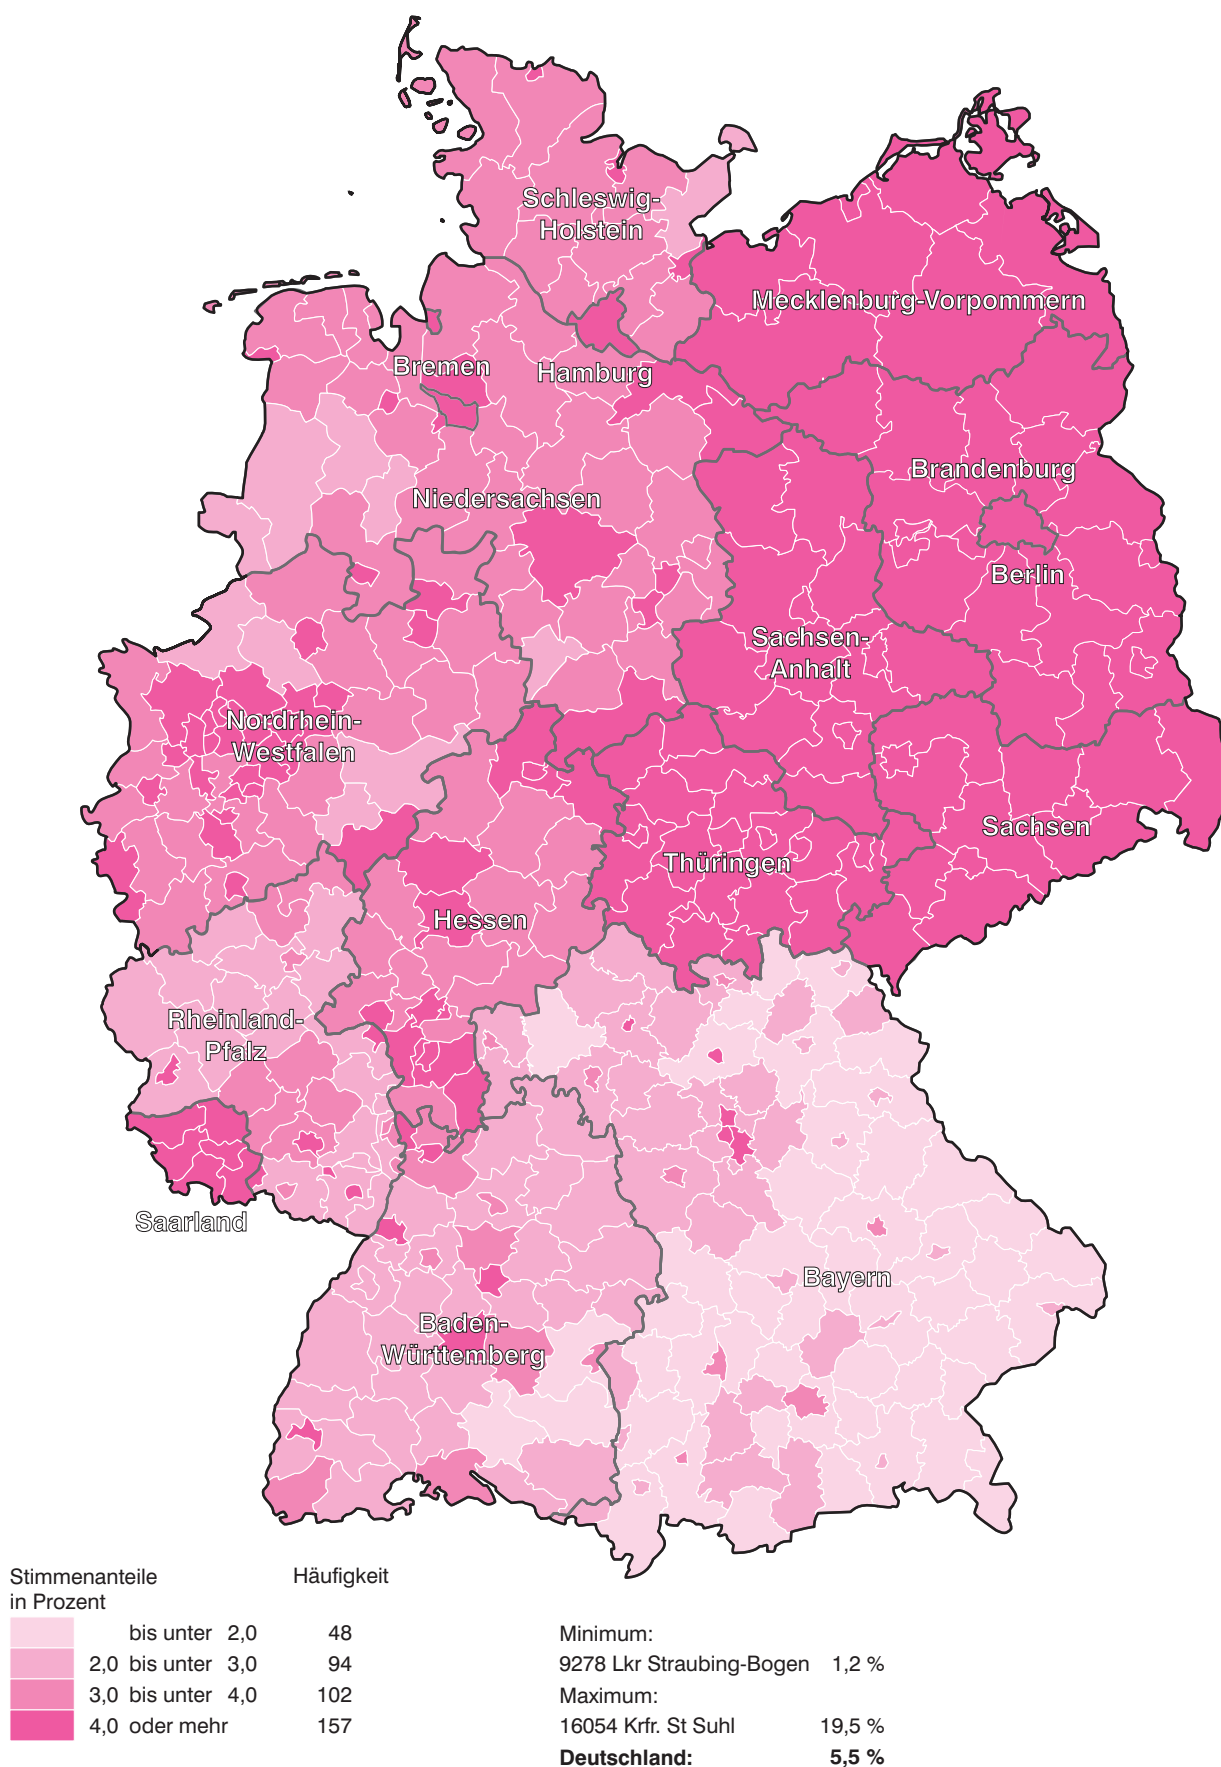 Schleswig-
Holstein
Mecklenburg-Vorpommern
Bremen
Hamburg
Brandenburg
Niedersachsen
Berlin
Sachsen-
Anhalt
Nordrhein-
Westfalen
Sachsen
Thüringen
Hessen
Rheinland-
Pfalz
Saarland
Bayern
Baden-
Württemberg
Stimmenanteile Häufigkeit
in Prozent
bis unter 2,0 48
2,0 bis unter 3,0 94
3,0 bis unter 4,0 102
4,0 oder mehr 157
Minimum:
9278 Lkr Straubing-Bogen 1,2 %
Maximum:
16054 Krfr. St Suhl 19,5 %
Deutschland: 5,5 %